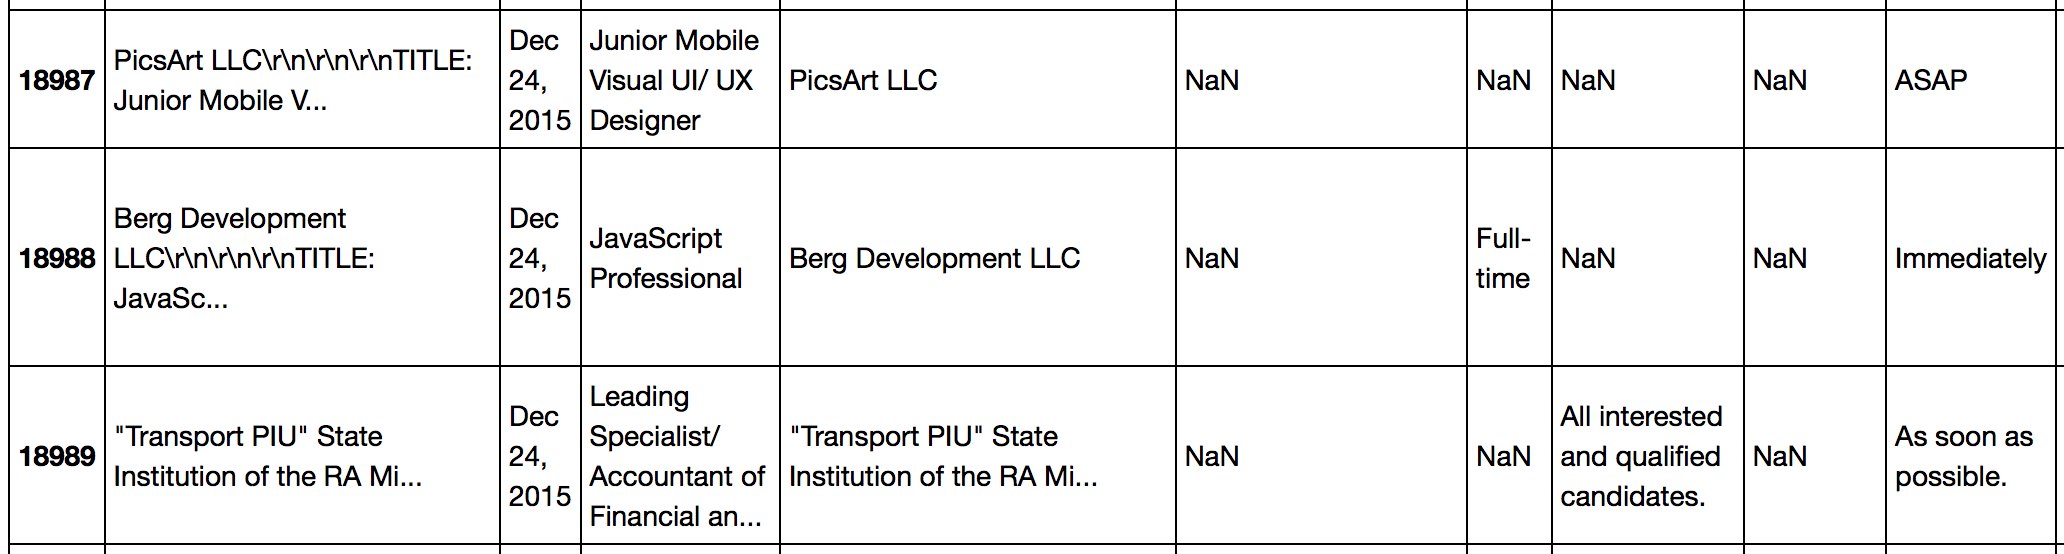 18987
PicsArt LLC\r\n\r\n\r\nTITLE:
Junior Mobile V...
Dec
24,
2015
Junior Mobile
Visual UI/ UX
Designer
PicsArt LLC
NaN
NaN
NaN
NaN
ASAP
18988
Berg Development
LLC\r\n\r\n\r\nTITLE:
JavaSc...
Dec
24,
2015
JavaScript
Professional
Berg Development LLC
NaN
Full-
time
NaN
NaN
Immediately
18989
"Transport PIU" State
Institution of the RA Mi...
Dec
24,
2015
Leading
Specialist/
Accountant of
Financial an...
"Transport PIU" State
Institution of the RA Mi...
NaN
NaN
All interested
and qualified
candidates.
NaN
As soon as
possible.